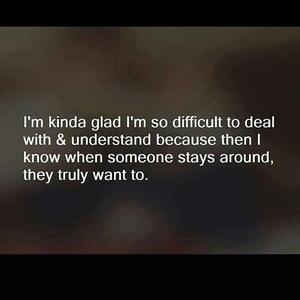 I'm kinda glad I'm so difficult to deal
with & understand because then I
know when someone stays around,
they truly want to.